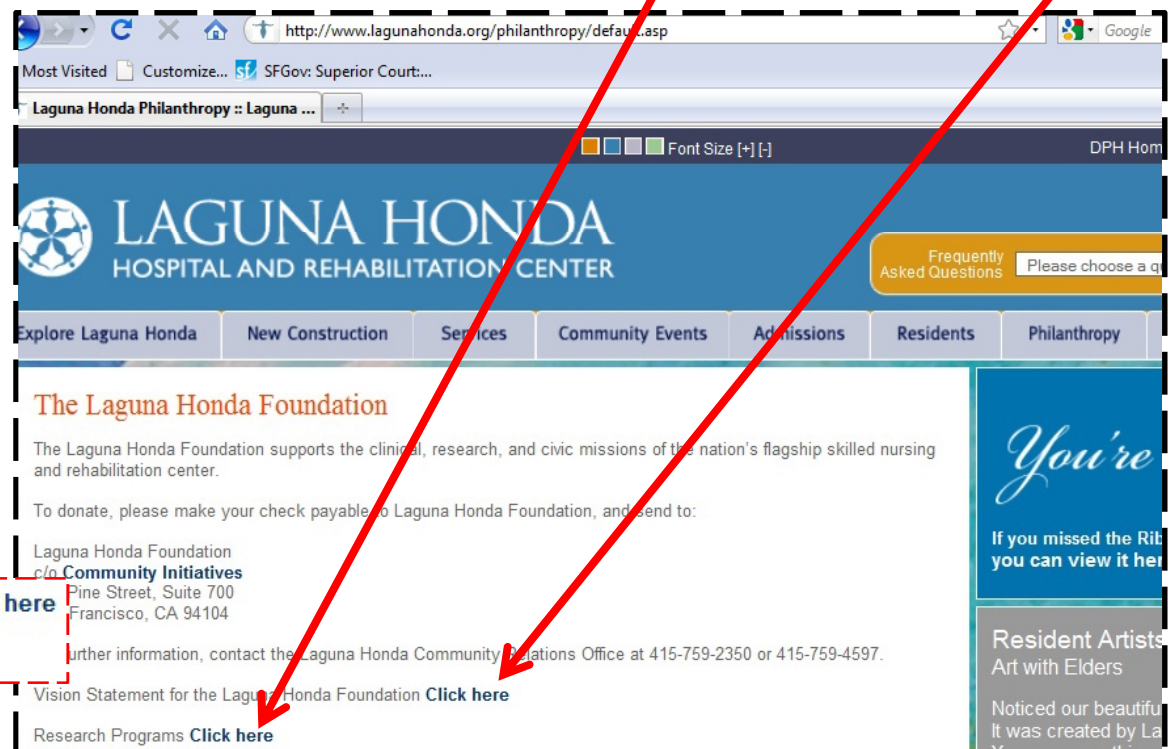 http://www.lagunahonda.org/philanthropy/default.asp
Google
Most Visited Customize... SFGov: Superior Court:...
Laguna Honda Philanthropy :: Laguna ...
Font Size [+] [-]
DPH Hom
LAGUNA HONDA
HOSPITAL AND REHABILITATION CENTER
Frequently
Asked Questions
Please choose a qu
Explore Laguna Honda New Construction Services Community Events Admissions Residents Philanthropy
The Laguna Honda Foundation
The Laguna Honda Foundation supports the clinical, research, and civic missions of the nation's flagship skilled nursing
and rehabilitation center.
To donate, please make your check payable to Laguna Honda Foundation, and send to:
Laguna Honda Foundation
c/o Community Initiatives
Pine Street, Suite 700
Francisco, CA 94104
here
urther information, contact the Laguna Honda Community Relations Office at 415-759-2350 or 415-759-4597.
Vision Statement for the Laguna Honda Foundation Click here
Research Programs Click here
You're
If you missed the Rib
you can view it her
Resident Artists
Art with Elders
Noticed our beautifu
It was created by La